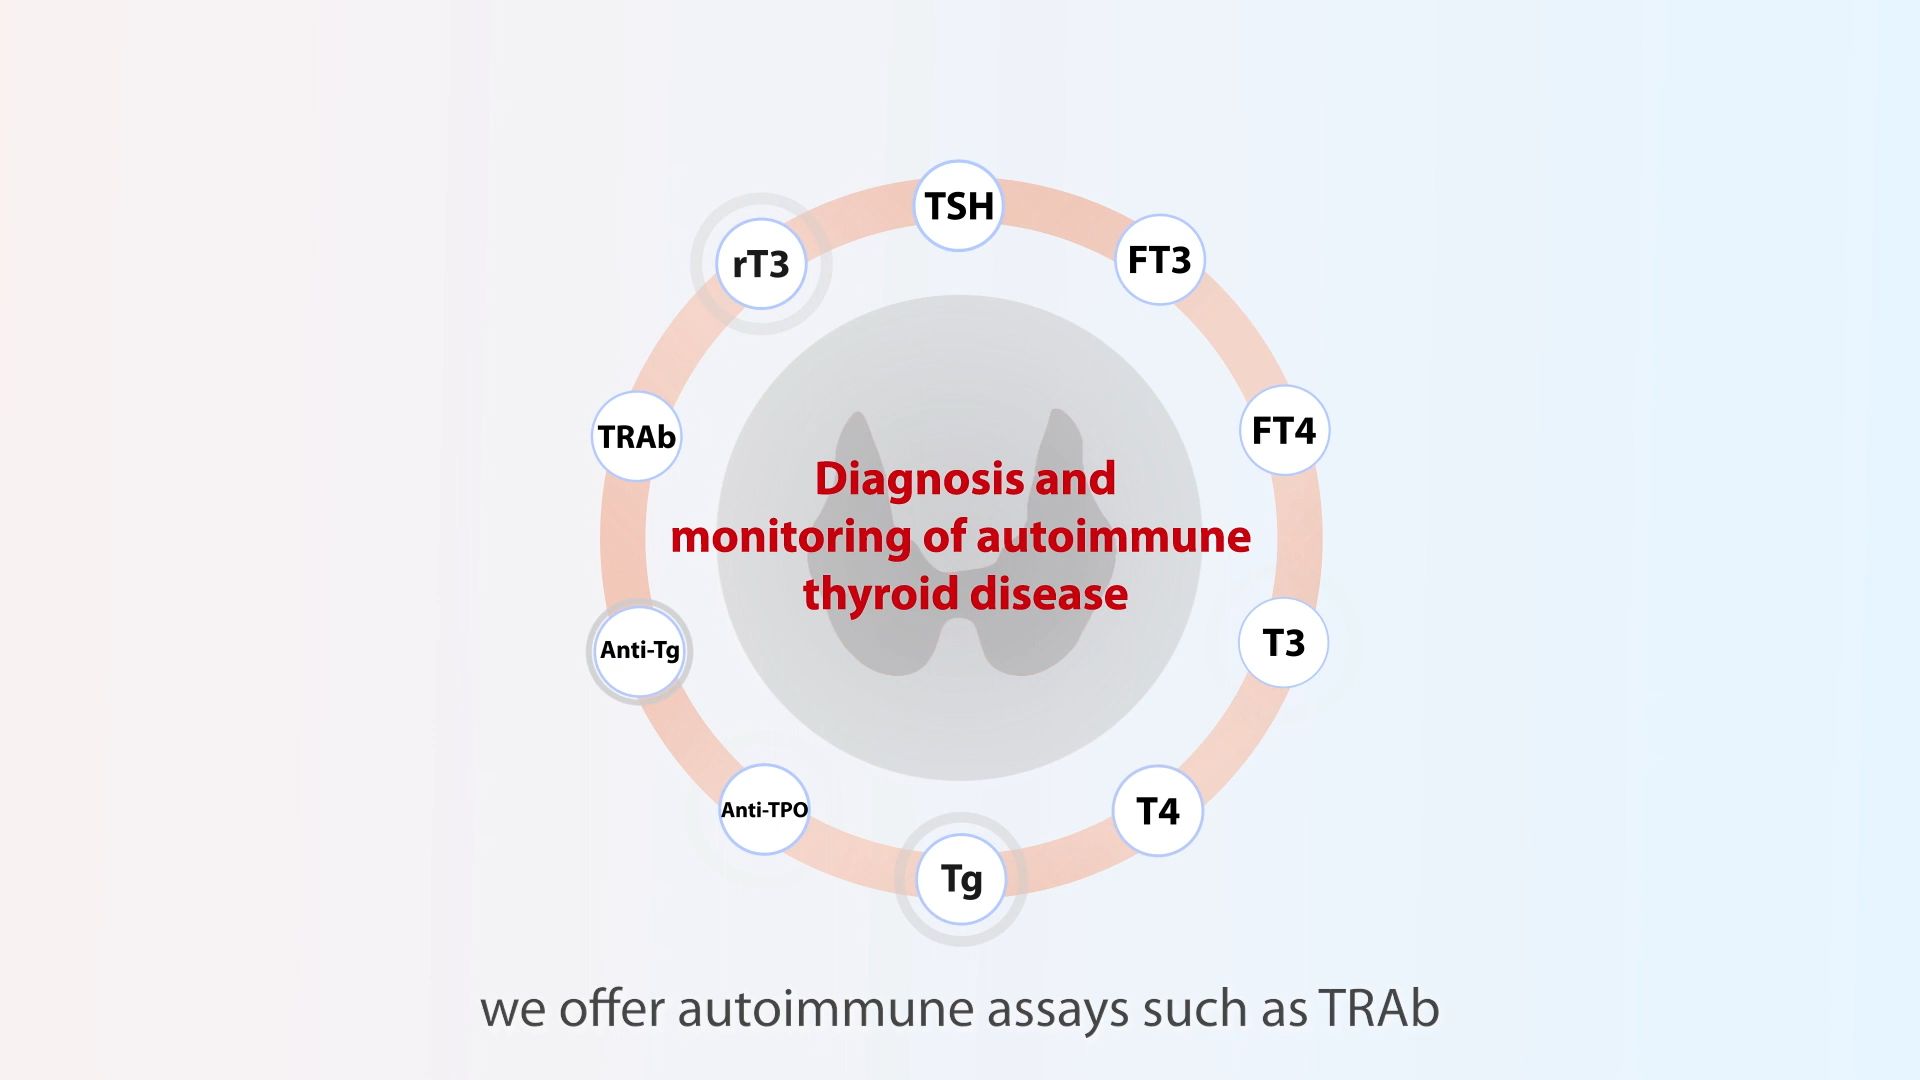 TSH
FT3
FT4
T3
T4
Tg
Anti-TPO
Anti-Tg
TRAb
rT3
Diagnosis and
monitoring of autoimmune
thyroid disease
we offer autoimmune assays such as TRAb